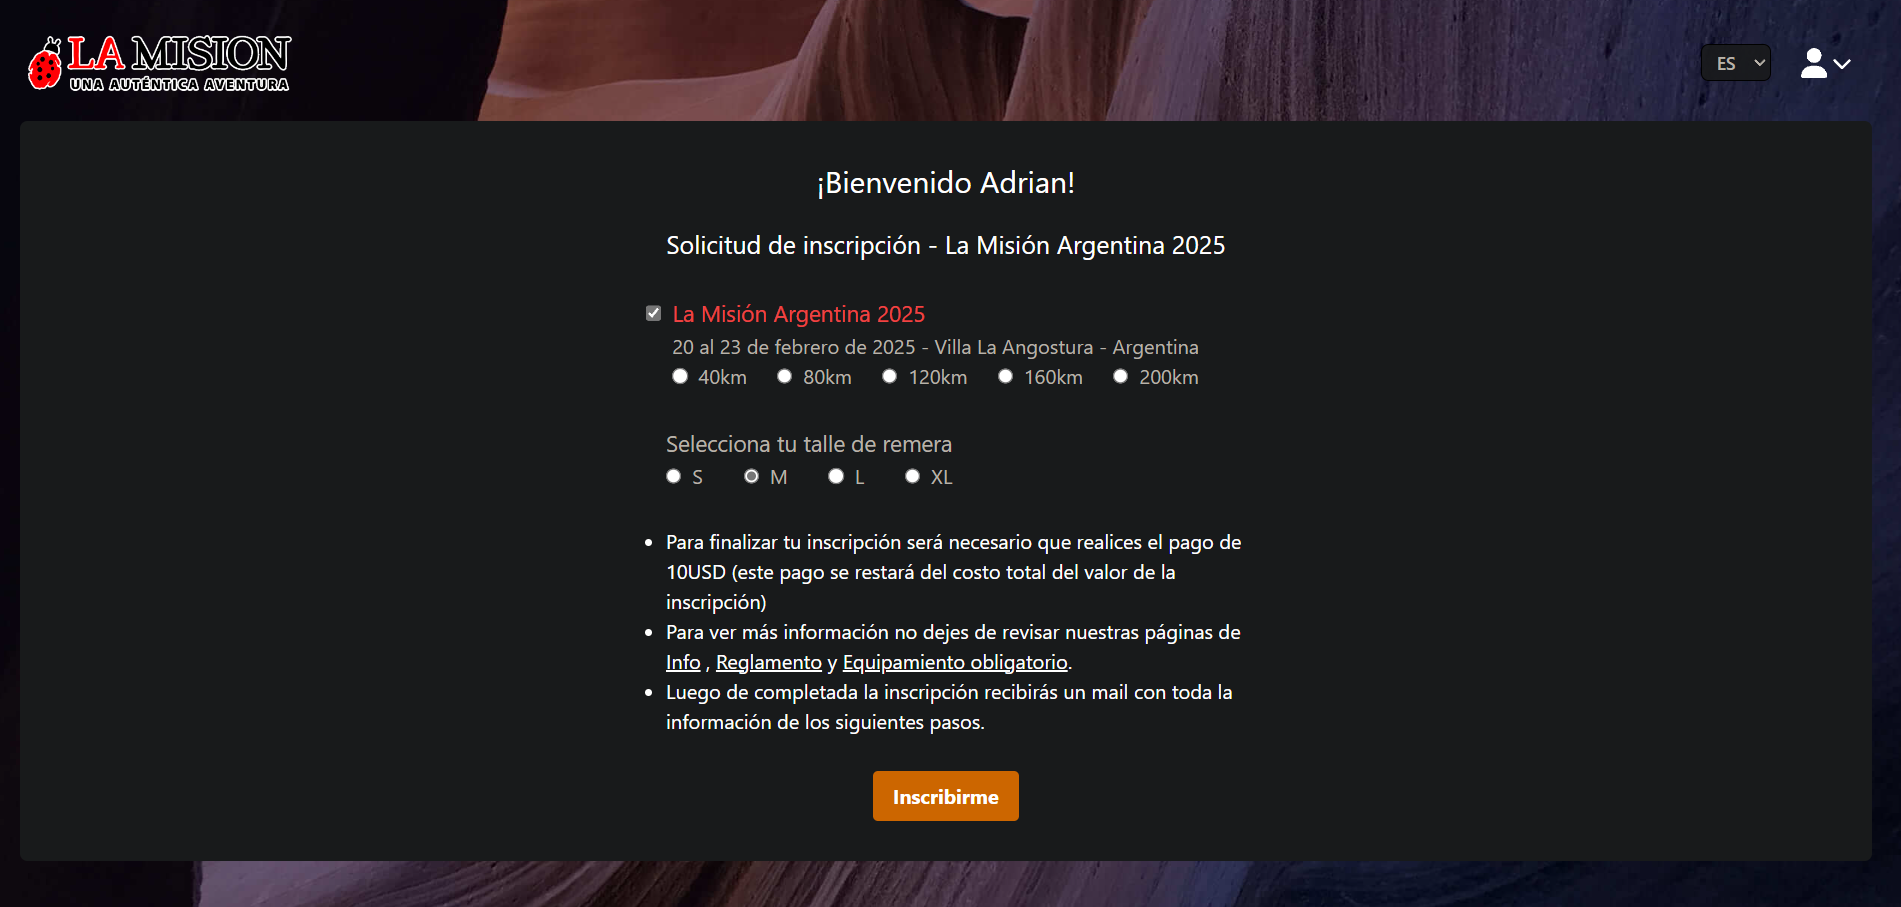 LA MISION
UNA AUTÉNTICA AVENTURA
ES
¡Bienvenido Adrian!
Solicitud de inscripción - La Misión Argentina 2025
La Misión Argentina 2025
20 al 23 de febrero de 2025 - Villa La Angostura - Argentina
40km 80km 120km 160km 200km
Selecciona tu talle de remera
S M L XL
Para finalizar tu inscripción será necesario que realices el pago de
10USD (este pago se restará del costo total del valor de la
inscripción)
Para ver más información no dejes de revisar nuestras páginas de
Info , Reglamento y Equipamiento obligatorio.
Luego de completada la inscripción recibirás un mail con toda la
información de los siguientes pasos.
Inscribirme